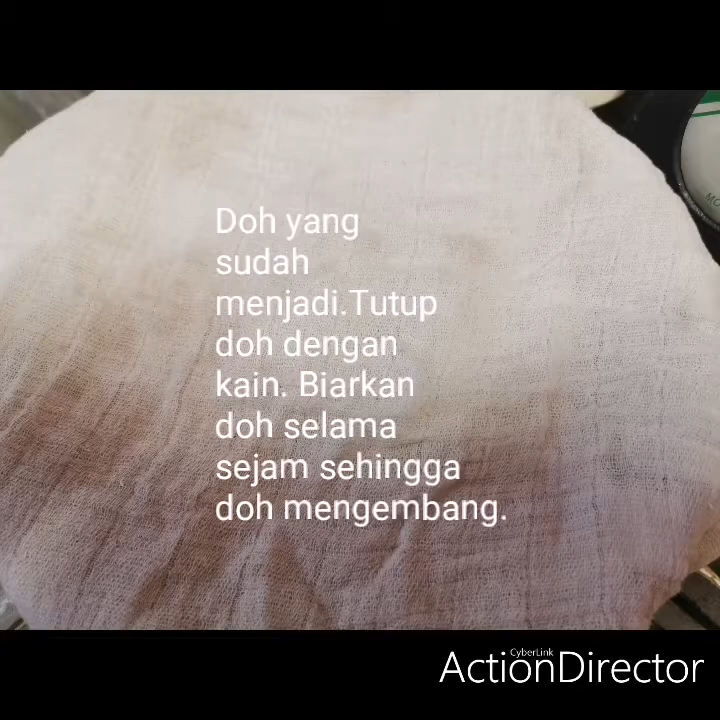 Doh yang
sudah
menjadi.Tutup
doh dengan
kain. Biarkan
doh selama
sejam sehingga
doh mengembang.
CyberLink
ActionDirector